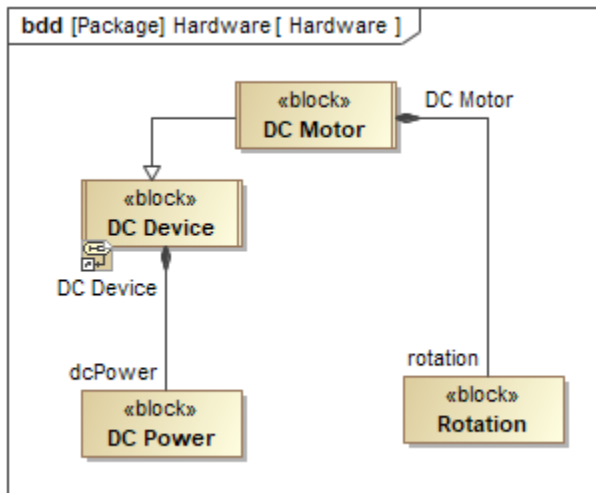 bdd [Package] Hardware [ Hardware ]
«block»
DC Motor
DC Motor
«block»
DC Device
DC Device
dcPower
rotation
«block»
DC Power
«block»
Rotation